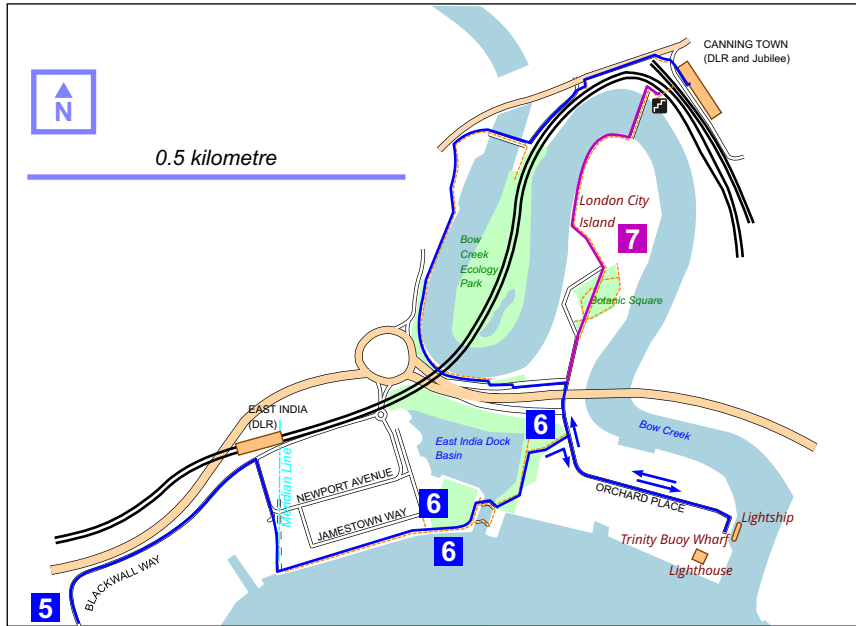 CANNING TOWN
(DLR and Jubilee)
N
0.5 kilometre
London City
Island
7
Bow
Creek
Ecology
Park
Botanic Square
EAST INDIA
(DLR)
6
East India Dock
Basin
Bow Creek
Meridian Line
NEWPORT AVENUE
6
JAMESTOWN WAY
ORCHARD PLACE
Lightship
6
Trinity Buoy Wharf
Lighthouse
BLACKWALL WAY
5